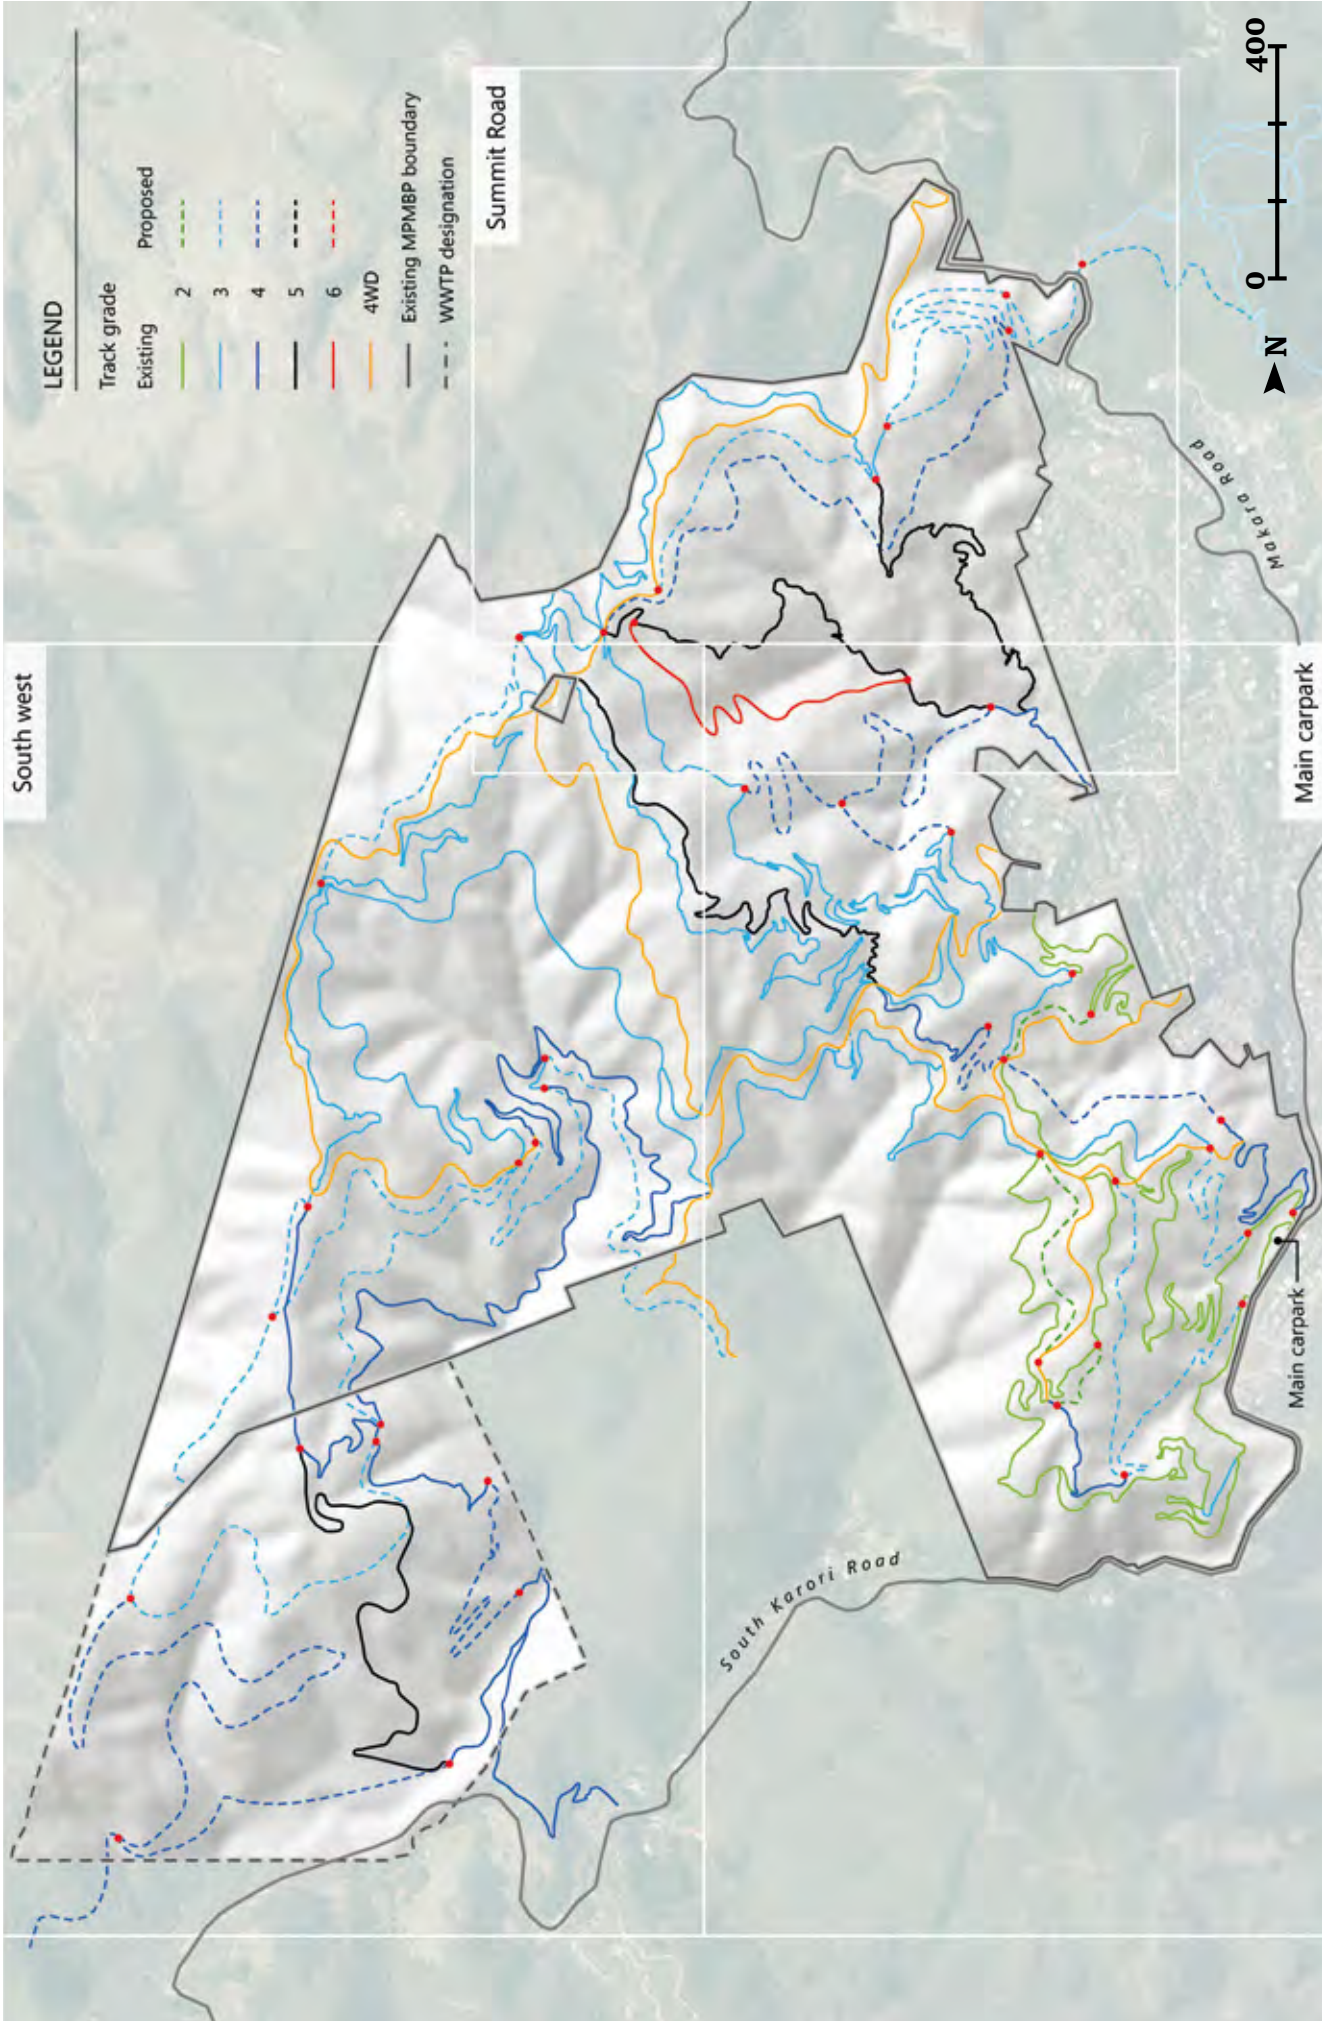 LEGEND
Track grade
Existing Proposed
2
3
4
5
6
4WD
Existing MPMBP boundary
WWTP designation
South west
Summit Road
Main carpark
Makara Road
South Karori Road
Main carpark
N
0 400